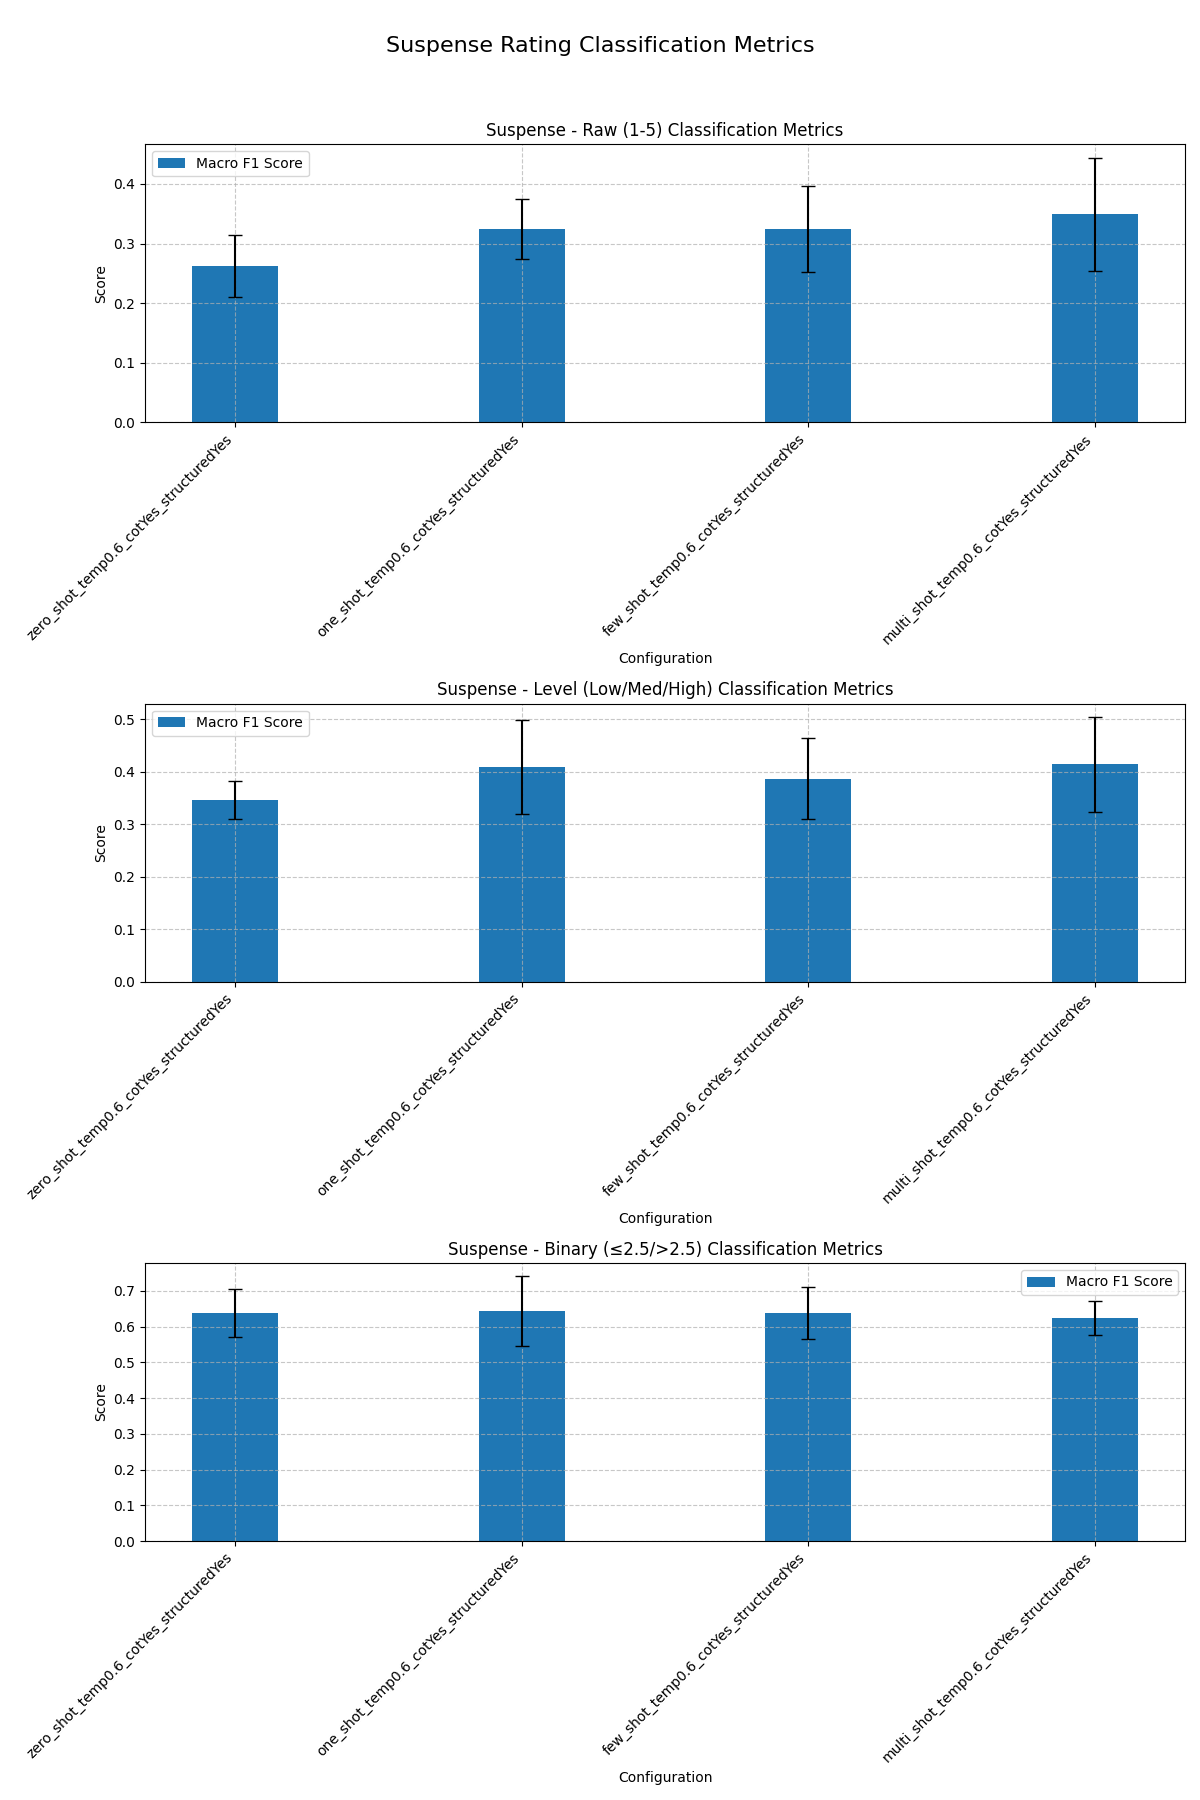 Suspense Rating Classification Metrics
Suspense - Raw (1-5) Classification Metrics
Macro F1 Score
Score
0.4
0.3
0.2
0.1
0.0
zero_shot_temp0.6_cotYes_structuredYes
one_shot_temp0.6_cotYes_structuredYes
few_shot_temp0.6_cotYes_structuredYes
multi_shot_temp0.6_cotYes_structuredYes
Configuration
Suspense - Level (Low/Med/High) Classification Metrics
Macro F1 Score
Score
0.5
0.4
0.3
0.2
0.1
0.0
zero_shot_temp0.6_cotYes_structuredYes
one_shot_temp0.6_cotYes_structuredYes
few_shot_temp0.6_cotYes_structuredYes
multi_shot_temp0.6_cotYes_structuredYes
Configuration
Suspense - Binary (≤2.5/>2.5) Classification Metrics
Macro F1 Score
Score
0.7
0.6
0.5
0.4
0.3
0.2
0.1
0.0
zero_shot_temp0.6_cotYes_structuredYes
one_shot_temp0.6_cotYes_structuredYes
few_shot_temp0.6_cotYes_structuredYes
multi_shot_temp0.6_cotYes_structuredYes
Configuration